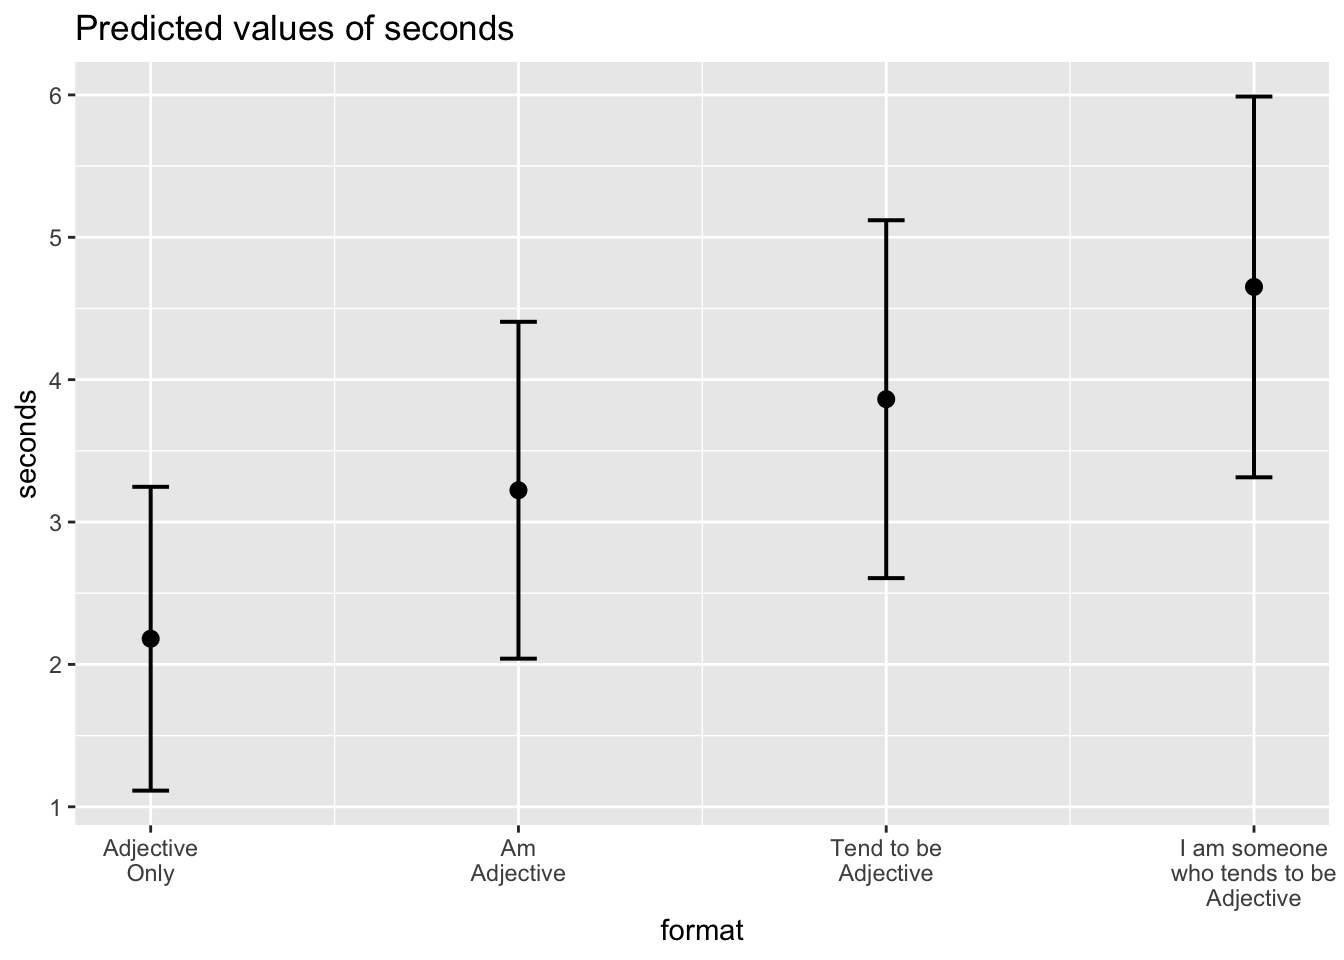 Predicted values of seconds
seconds
6
5
4
3
2
1
Adjective
Only
Am
Adjective
Tend to be
Adjective
I am someone
who tends to be
Adjective
format